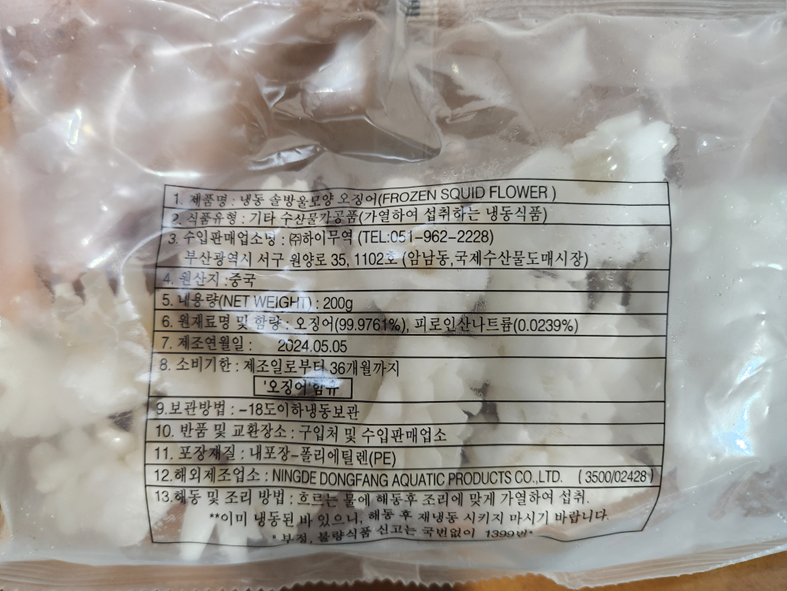 1. 제품명 : 냉동 솔방울모양 오징어(FROZEN SQUID FLOWER )
2. 식품유형 : 기타 수산물가공품(가열하여 섭취하는 냉동식품)
3. 수입판매업소명 : ㈜하이무역 (TEL:051-962-2228)
부산광역시 서구 원양로 35, 1102호 (암남동,국제수산물도매시장)
4. 원산지 :중국
5. 내용량(NET WEIGHT) : 200g
6. 원재료명 및 함량 : 오징어(99.9761%), 피로인산나트륨(0.0239%)
7. 제조연월일 : 2024.05.05
8. 소비기한 : 제조일로부터 36개월까지
'오징어'함유
9.보관방법 : -18도이하냉동보관
10. 반품 및 교환장소 : 구입처 및 수입판매업소
11. 포장재질 : 내포장-폴리에틸렌(PE)
12.해외제조업소 : NINGDE DONGFANG AQUATIC PRODUCTS CO.,LTD. ( 3500/02428 )
13.해동 및 조리 방법 : 흐르는 물에 해동후 조리에 맞게 가열하여 섭취.
**이미 냉동된 바 있으니, 해동 후 재냉동 시키지 마시기 바랍니다.
* 부정, 불량식품 신고는 국번없이 1399번*